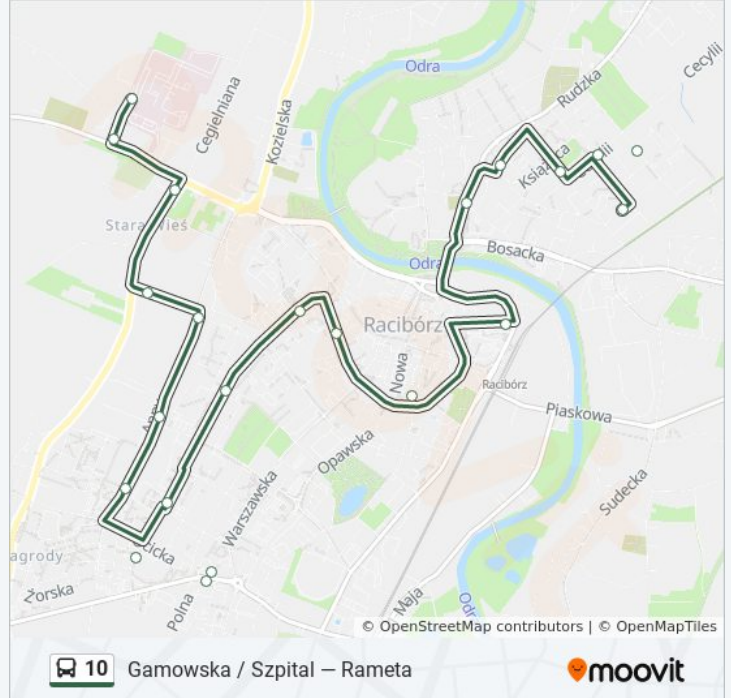 Odra
Cecylii
Rudzka
Cegielniana
Kozielska
Książęca
Stara Wieś
Bosacka
Odra
Racibórz
Nowa
Racibórz
Piaskowa
Opawska
Warszawska
Sudecka
Żorska
Polna
Maja
© OpenStreetMap contributors | © OpenMapTiles
10 Gamowska / Szpital — Rameta
moovit